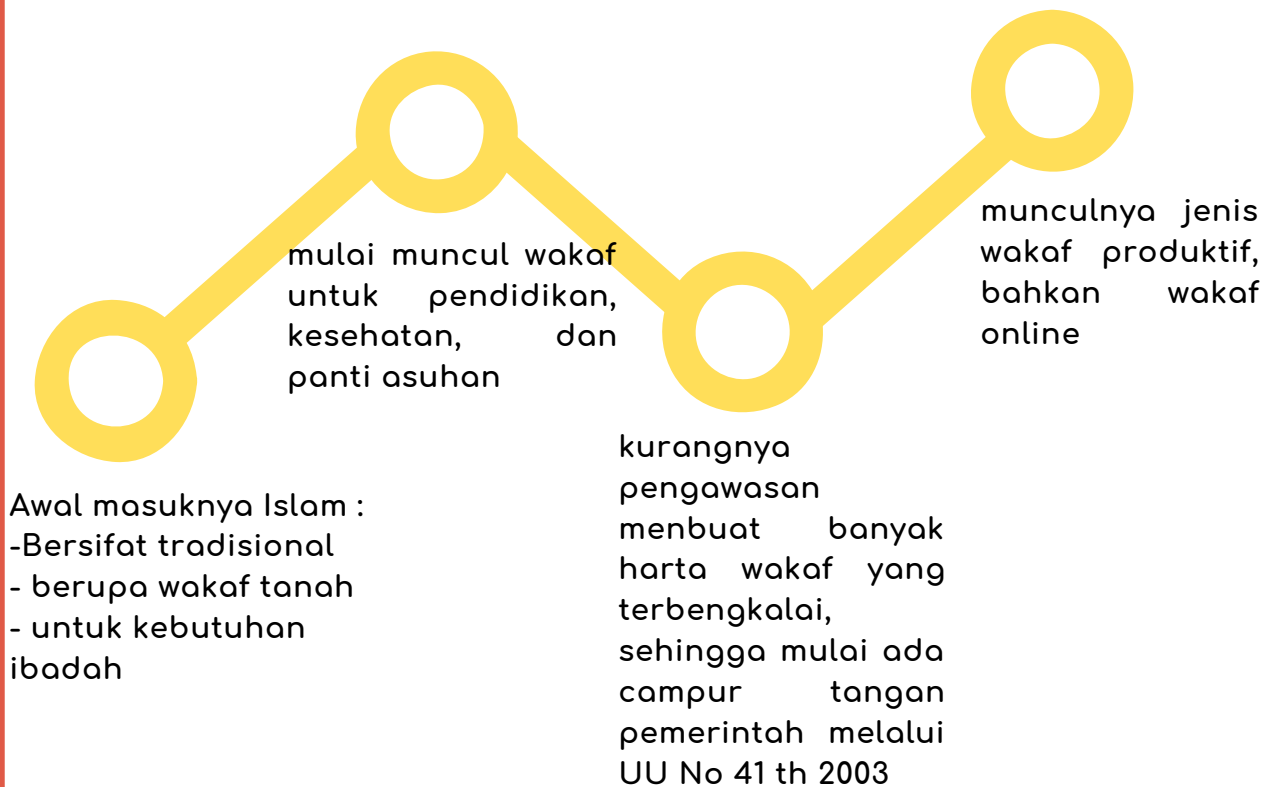 Awal masuknya Islam :
-Bersifat tradisional
- berupa wakaf tanah
- untuk kebutuhan
ibadah
mulai muncul wakaf
untuk pendidikan,
kesehatan, dan
panti asuhan
kurangnya
pengawasan
menbuat banyak
harta wakaf yang
terbengkalai,
sehingga mulai ada
campur tangan
pemerintah melalui
UU No 41 th 2003
munculnya jenis
wakaf produktif,
bahkan wakaf
online